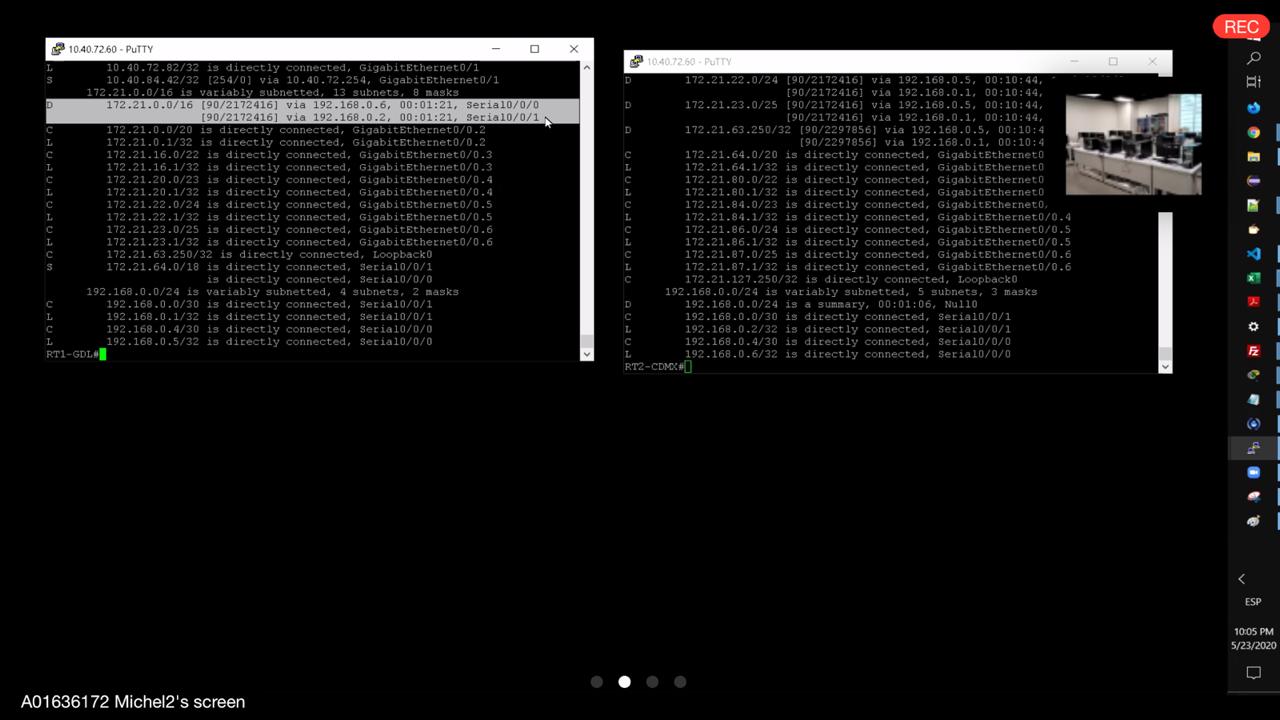 REC
10.40.72.60 - PuTTY
L 10.40.72.82/32 is directly connected, GigabitEthernet0/1
S 10.40.84.42/32 [254/0] via 10.40.72.254, GigabitEthernet0/1
172.21.0.0/16 is variably subnetted, 13 subnets, 8 masks
D 172.21.0.0/16 [90/2172416] via 192.168.0.6, 00:01:21, Serial0/0/0
[90/2172416] via 192.168.0.2, 00:01:21, Serial0/0/1
C 172.21.0.0/20 is directly connected, GigabitEthernet0/0.2
L 172.21.0.1/32 is directly connected, GigabitEthernet0/0.2
C 172.21.16.0/22 is directly connected, GigabitEthernet0/0.3
L 172.21.16.1/32 is directly connected, GigabitEthernet0/0.3
C 172.21.20.0/23 is directly connected, GigabitEthernet0/0.4
L 172.21.20.1/32 is directly connected, GigabitEthernet0/0.4
C 172.21.22.0/24 is directly connected, GigabitEthernet0/0.5
L 172.21.22.1/32 is directly connected, GigabitEthernet0/0.5
C 172.21.23.0/25 is directly connected, GigabitEthernet0/0.6
L 172.21.23.1/32 is directly connected, GigabitEthernet0/0.6
C 172.21.63.250/32 is directly connected, Loopback0
S 172.21.64.0/18 is directly connected, Serial0/0/1
is directly connected, Serial0/0/0
192.168.0.0/24 is variably subnetted, 4 subnets, 2 masks
C 192.168.0.0/30 is directly connected, Serial0/0/1
L 192.168.0.1/32 is directly connected, Serial0/0/1
C 192.168.0.4/30 is directly connected, Serial0/0/0
L 192.168.0.5/32 is directly connected, Serial0/0/0
RT1-GDL#
10.40.72.60 - PuTTY
D 172.21.22.0/24 [90/2172416] via 192.168.0.5, 00:10:44,
[90/2172416] via 192.168.0.1, 00:10:44,
D 172.21.23.0/25 [90/2172416] via 192.168.0.5, 00:10:44,
[90/2172416] via 192.168.0.1, 00:10:44,
D 172.21.63.250/32 [90/2297856] via 192.168.0.5, 00:10:4
[90/2297856] via 192.168.0.1, 00:10:4
C 172.21.64.0/20 is directly connected, GigabitEthernet0
L 172.21.64.1/32 is directly connected, GigabitEthernet0
C 172.21.80.0/22 is directly connected, GigabitEthernet0
L 172.21.80.1/32 is directly connected, GigabitEthernet0
C 172.21.84.0/23 is directly connected, GigabitEthernet0
L 172.21.84.1/32 is directly connected, GigabitEthernet0/0.4
C 172.21.86.0/24 is directly connected, GigabitEthernet0/0.5
L 172.21.86.1/32 is directly connected, GigabitEthernet0/0.5
C 172.21.87.0/25 is directly connected, GigabitEthernet0/0.6
L 172.21.87.1/32 is directly connected, GigabitEthernet0/0.6
C 172.21.127.250/32 is directly connected, Loopback0
192.168.0.0/24 is variably subnetted, 5 subnets, 3 masks
D 192.168.0.0/24 is a summary, 00:01:06, Null0
C 192.168.0.0/30 is directly connected, Serial0/0/1
L 192.168.0.2/32 is directly connected, Serial0/0/1
C 192.168.0.4/30 is directly connected, Serial0/0/0
L 192.168.0.6/32 is directly connected, Serial0/0/0
RT2-CDMX#
ESP
10:05 PM
5/23/2020
A01636172 Michel2's screen